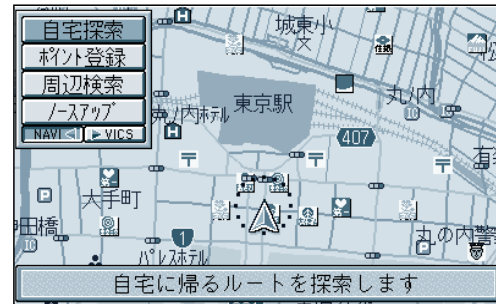 自宅探索
ポイント登録
周辺検索
ノースアップ
NAVI ◁ ▶ VICS
城東小
丸ノ内ホテル
東京駅
丸ノ内
407
大手町
1
パレスホテル
丸の内警
自宅に帰るルートを探索します